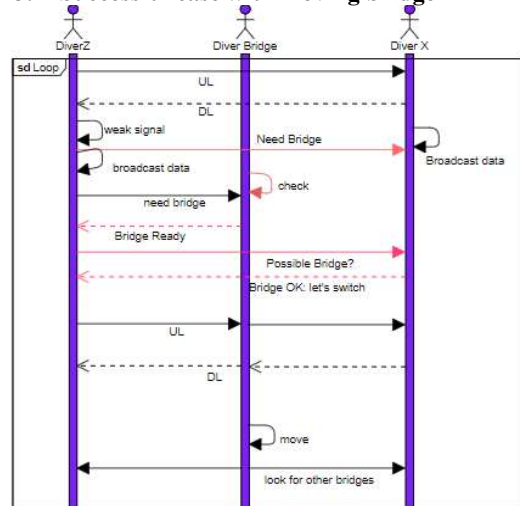 DiverZ Diver Bridge Diver X
sd Loop
UL
DL
weak signal
Need Bridge
Broadcast data
broadcast data
check
need bridge
Bridge Ready
Possible Bridge?
Bridge OK: let's switch
UL
DL
move
look for other bridges